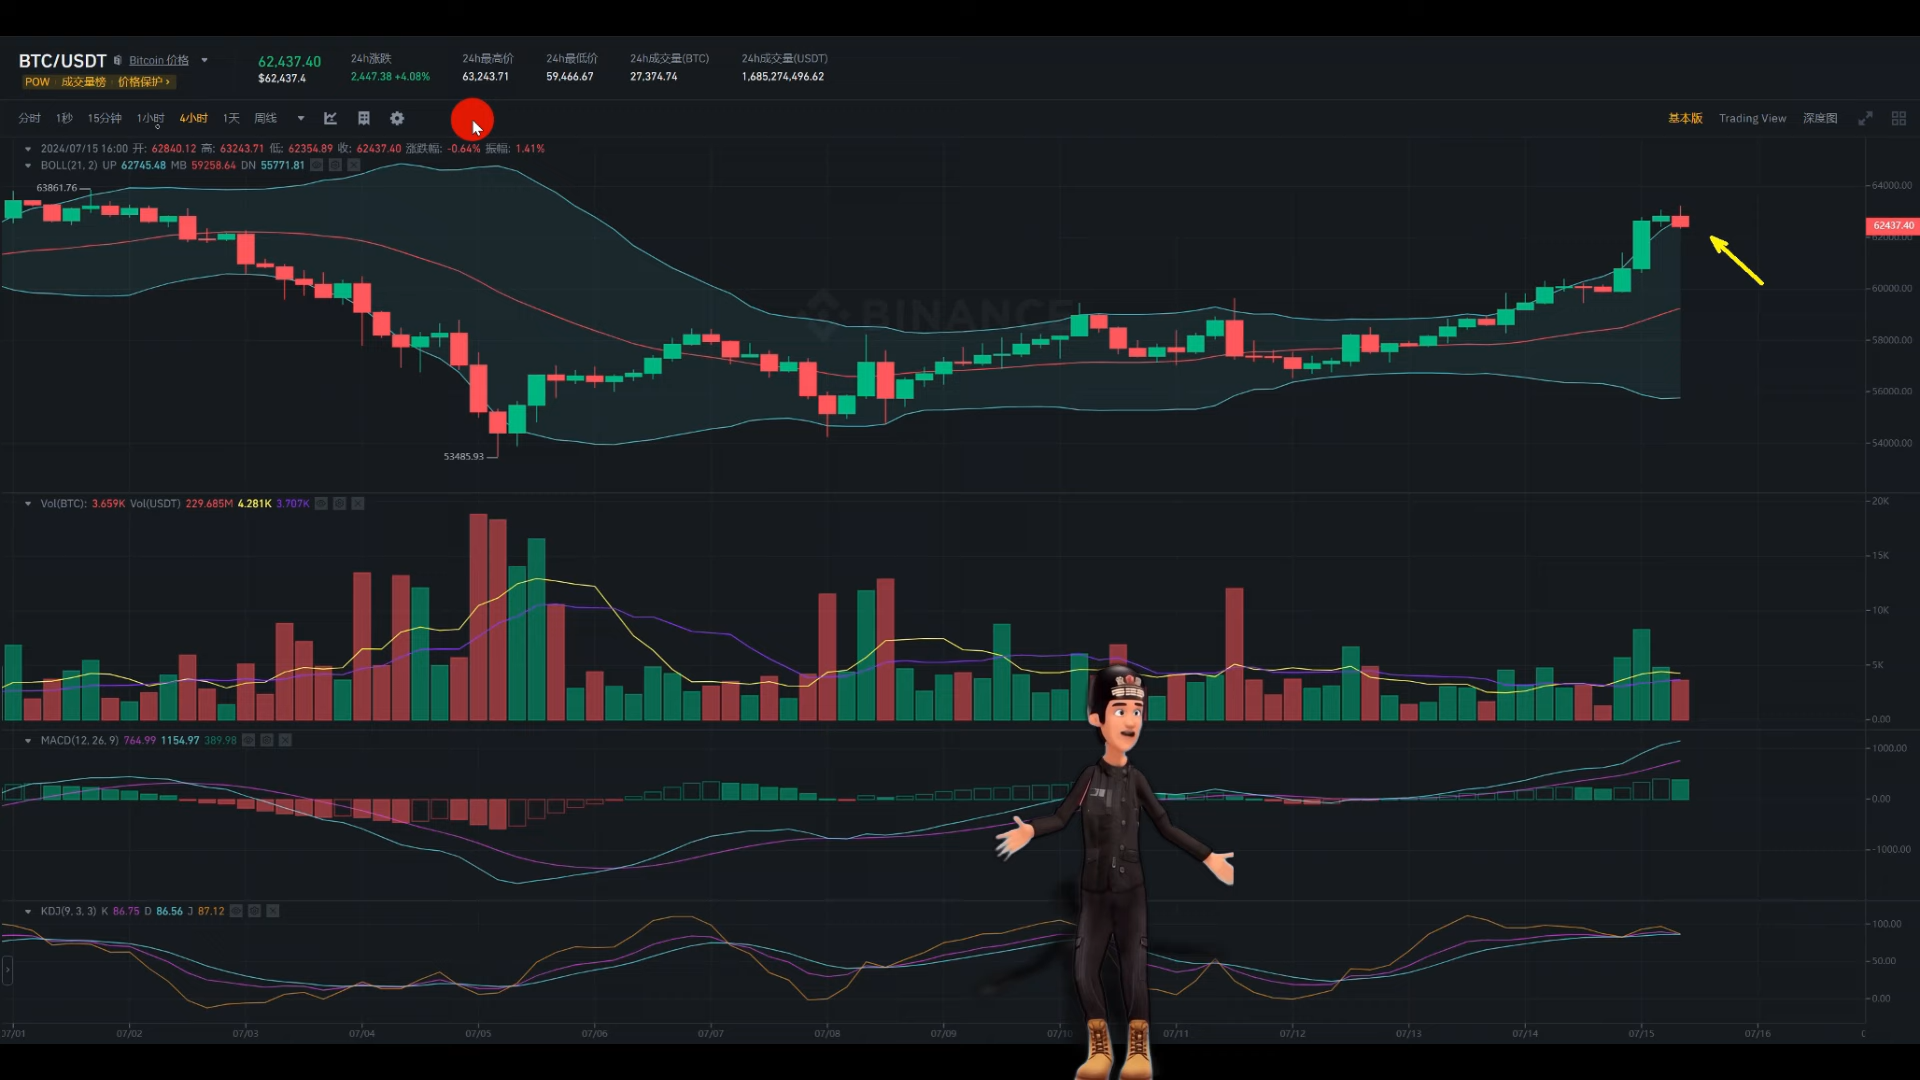 BTC/USDT Bitcoin 价格
POW 成交量榜 价格保护 ›
62,437.40
$62,437.4
24h涨跌
2,447.38 +4.08%
24h最高价
63,243.71
24h最低价
59,466.67
24h成交量(BTC)
27,374.74
24h成交量(USDT)
1,685,274,496.62
分时 1秒 15分钟 1小时 4小时 1天 周线
基本版 Trading View 深度图
2024/07/15 16:00 开: 62840.12 高: 63243.71 低: 62354.89 收: 62437.40 涨跌幅: -0.64% 振幅: 1.41%
BOLL(21, 2) UP 62745.48 MB 59258.64 DN 55771.81
63861.76
64000.00
62437.40
62000.00
60000.00
BINANCE
58000.00
56000.00
54000.00
53485.93
Vol(BTC): 3.659K Vol(USDT) 229.685M 4.281K 3.707K
20K
15K
10K
5K
0.00
MACD(12, 26, 9) 764.99 1154.97 389.98
1000.00
0.00
-1000.00
KDJ(9, 3, 3) K 86.75 D 86.56 J 87.12
100.00
50.00
0.00
07/01 07/02 07/03 07/04 07/05 07/06 07/07 07/08 07/09 07/10 07/11 07/12 07/13 07/14 07/15 07/16